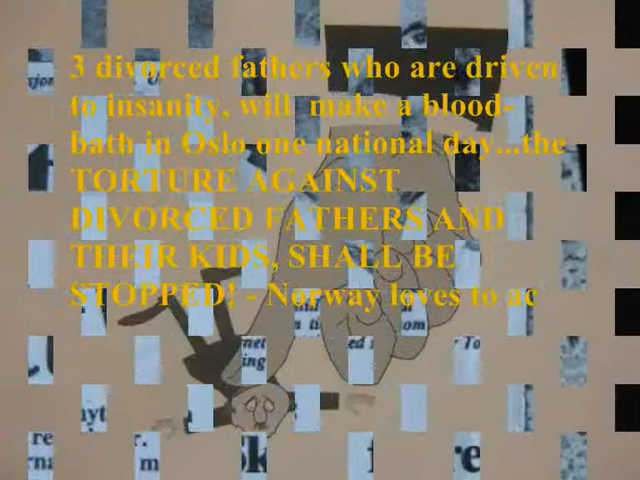 3 divorced fathers who are driven
to insanity, will make a blood-
bath in Oslo one national day...the
TORTURE AGAINST
DIVORCED FATHERS AND
THEIR KIDS, SHALL BE
STOPPED! - Norway loves to ac